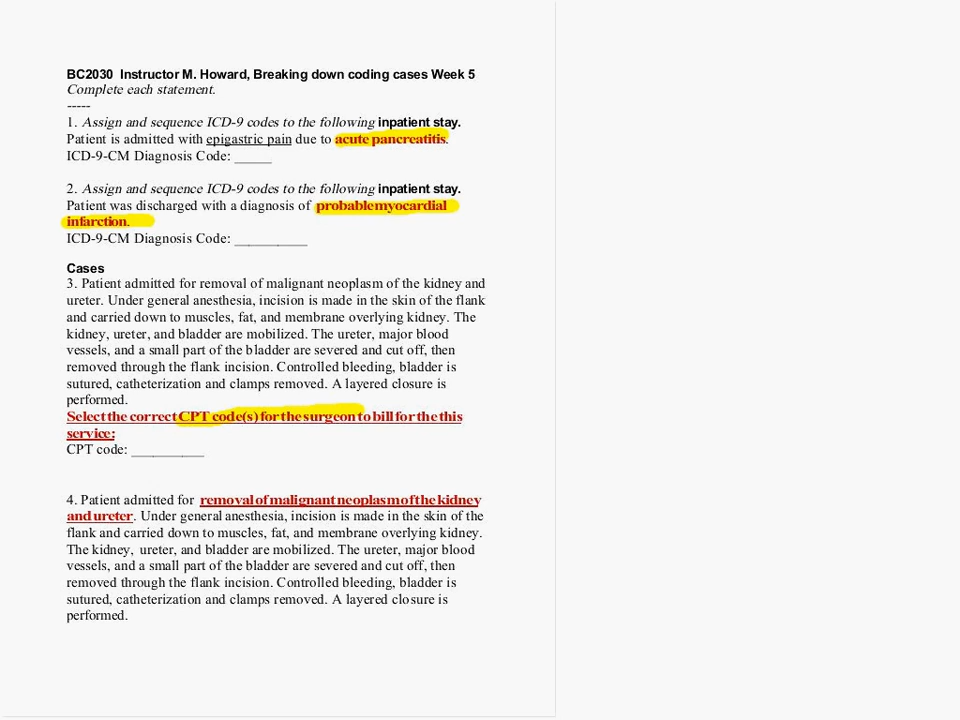 BC2030  Instructor M. Howard, Breaking down coding cases Week 5
Complete each statement.
-----
1. Assign and sequence ICD-9 codes to the following inpatient stay.
Patient is admitted with epigastric pain due to acute pancreatitis.
ICD-9-CM Diagnosis Code: _____
2. Assign and sequence ICD-9 codes to the following inpatient stay.
Patient was discharged with a diagnosis of probable myocardial
infarction.
ICD-9-CM Diagnosis Code: __________
Cases
3. Patient admitted for removal of malignant neoplasm of the kidney and
ureter. Under general anesthesia, incision is made in the skin of the flank
and carried down to muscles, fat, and membrane overlying kidney. The
kidney, ureter, and bladder are mobilized. The ureter, major blood
vessels, and a small part of the bladder are severed and cut off, then
removed through the flank incision. Controlled bleeding, bladder is
sutured, catheterization and clamps removed. A layered closure is
performed.
Select the correct CPT code(s) for the surgeon to bill for the this
service:
CPT code: __________
4. Patient admitted for removal of malignant neoplasm of the kidney
and ureter. Under general anesthesia, incision is made in the skin of the
flank and carried down to muscles, fat, and membrane overlying kidney.
The kidney, ureter, and bladder are mobilized. The ureter, major blood
vessels, and a small part of the bladder are severed and cut off, then
removed through the flank incision. Controlled bleeding, bladder is
sutured, catheterization and clamps removed. A layered closure is
performed.